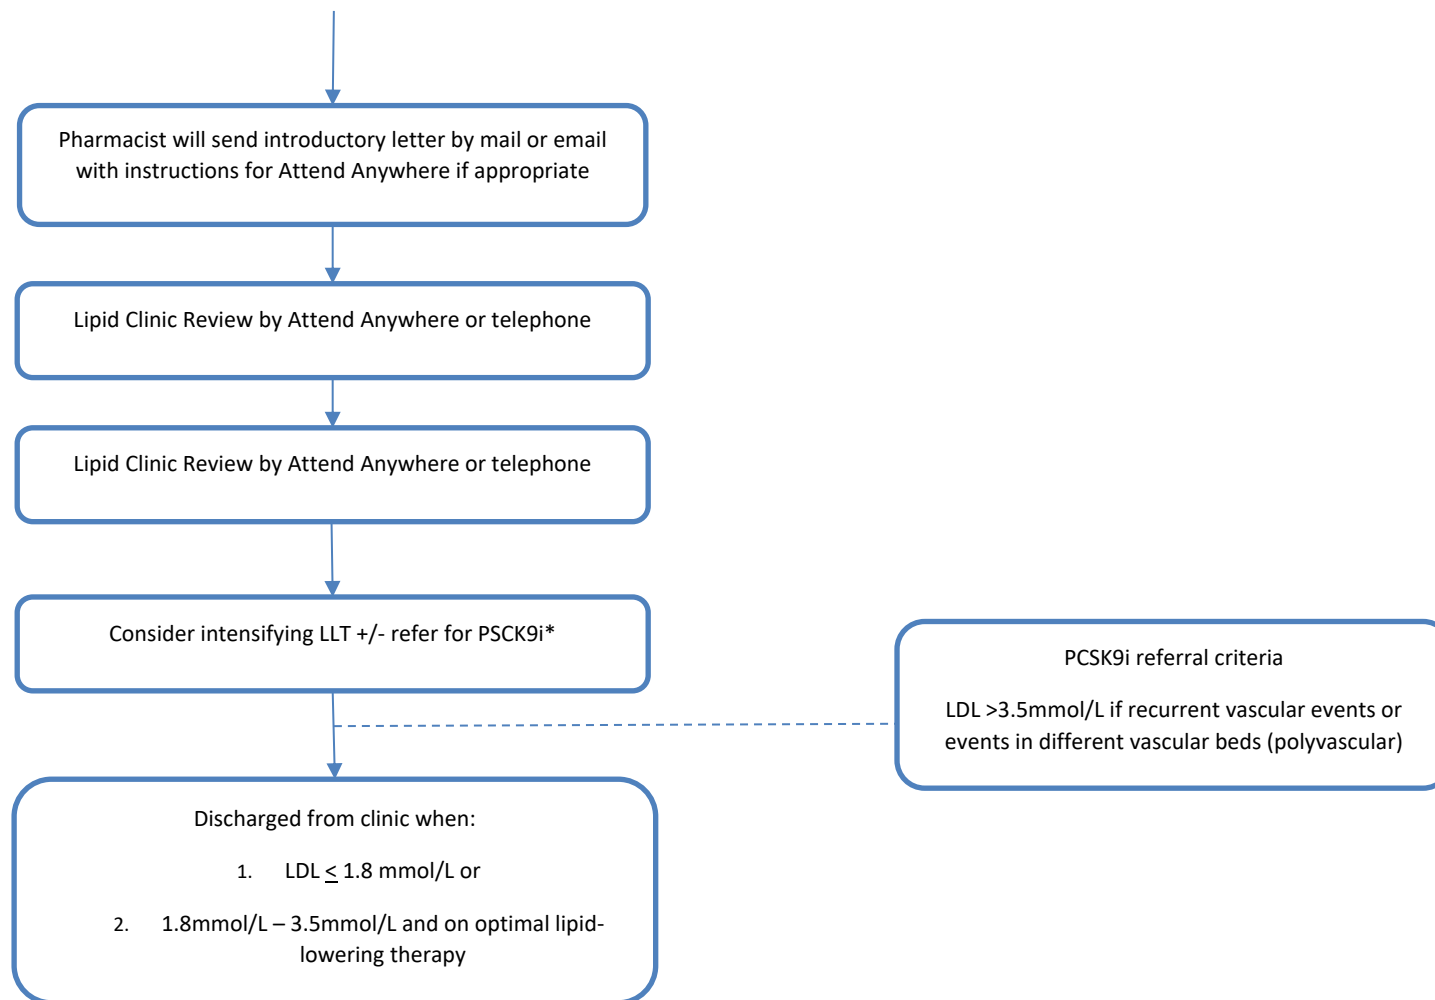 Pharmacist will send introductory letter by mail or email
with instructions for Attend Anywhere if appropriate
Lipid Clinic Review by Attend Anywhere or telephone
Lipid Clinic Review by Attend Anywhere or telephone
Consider intensifying LLT +/- refer for PSCK9i*
PCSK9i referral criteria
LDL >3.5mmol/L if recurrent vascular events or
events in different vascular beds (polyvascular)
Discharged from clinic when:
1. LDL < 1.8 mmol/L or
2. 1.8mmol/L – 3.5mmol/L and on optimal lipid-
lowering therapy